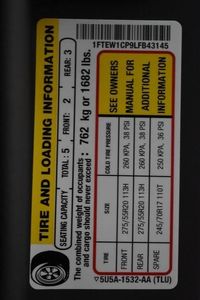 1FTEW1CP9LFB43145
TIRE AND LOADING INFORMATION
SEATING CAPACITY TOTAL: 5 FRONT: 2 REAR: 3
The combined weight of occupants
and cargo should never exceed : 762 kg or 1682 lbs.
TIRE SIZE COLD TIRE PRESSURE
FRONT 275/55R20 113H 260 KPA, 38 PSI
REAR 275/55R20 113H 260 KPA, 38 PSI
SPARE 245/70R17 110T 250 KPA, 36 PSI
SEE OWNERS
MANUAL FOR
ADDITIONAL
INFORMATION
5U5A-1532-AA (TLU)